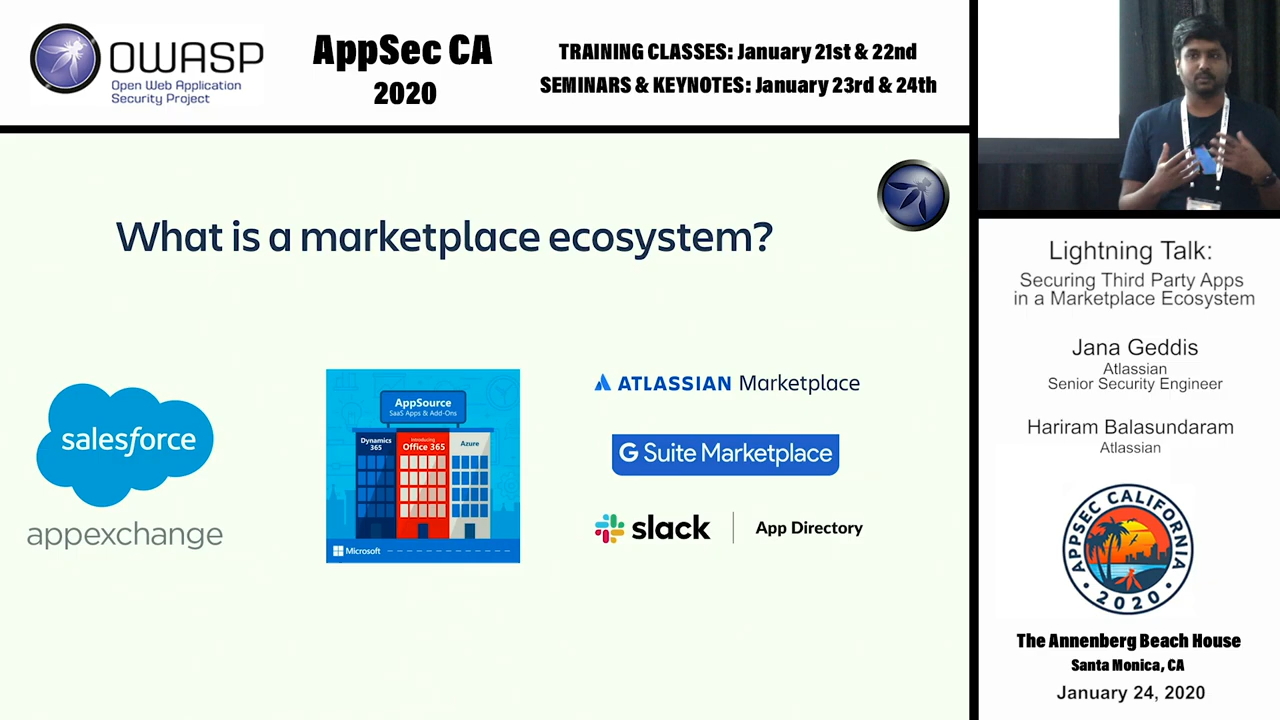 OWASP
Open Web Application
Security Project
AppSec CA
2020
TRAINING CLASSES: January 21st & 22nd
SEMINARS & KEYNOTES: January 23rd & 24th
What is a marketplace ecosystem?
salesforce
appexchange
AppSource
SaaS Apps & Add-Ons
Dynamics
365
Introducing
Office 365
Azure
Microsoft
ATLASSIAN Marketplace
G Suite Marketplace
slack
App Directory
Lightning Talk:
Securing Third Party Apps
in a Marketplace Ecosystem
Jana Geddis
Atlassian
Senior Security Engineer
Hariram Balasundaram
Atlassian
APPSEC CALIFORNIA
• 2020 •
The Annenberg Beach House
Santa Monica, CA
January 24, 2020